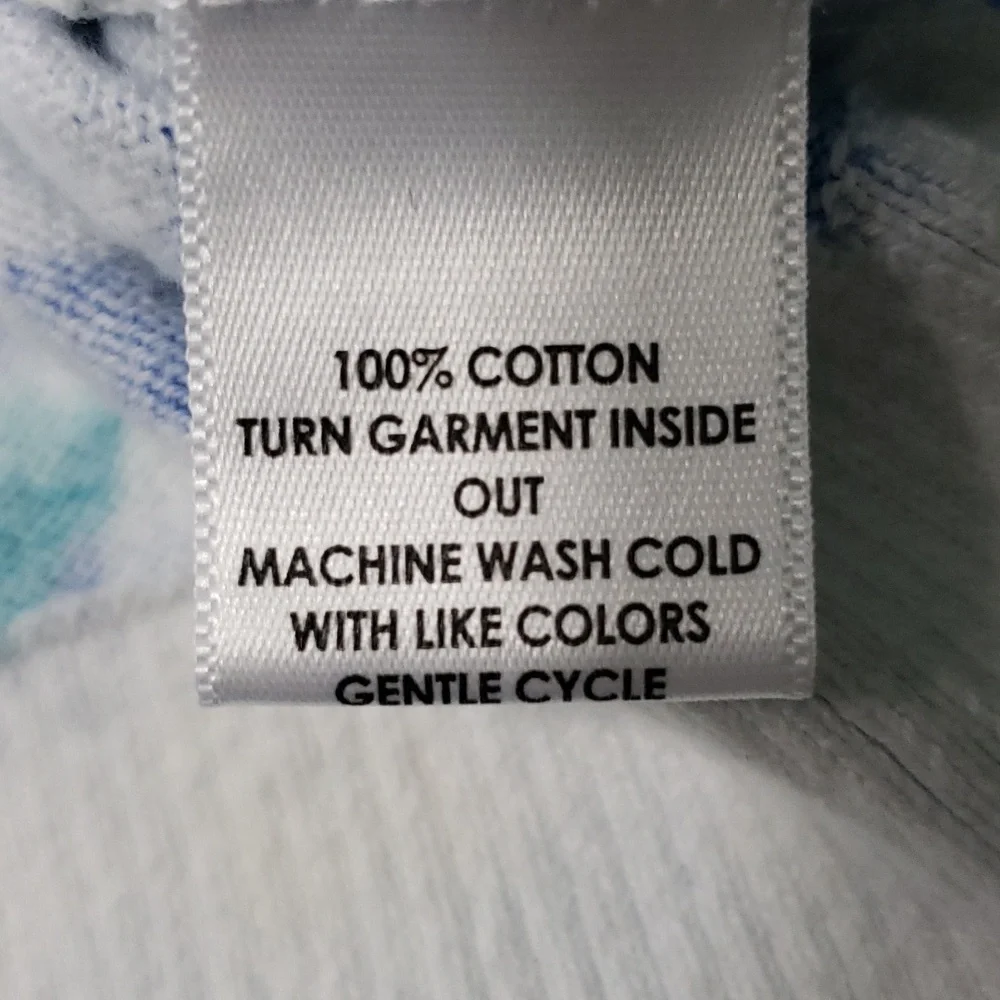 100% COTTON
TURN GARMENT INSIDE
OUT
MACHINE WASH COLD
WITH LIKE COLORS
GENTLE CYCLE